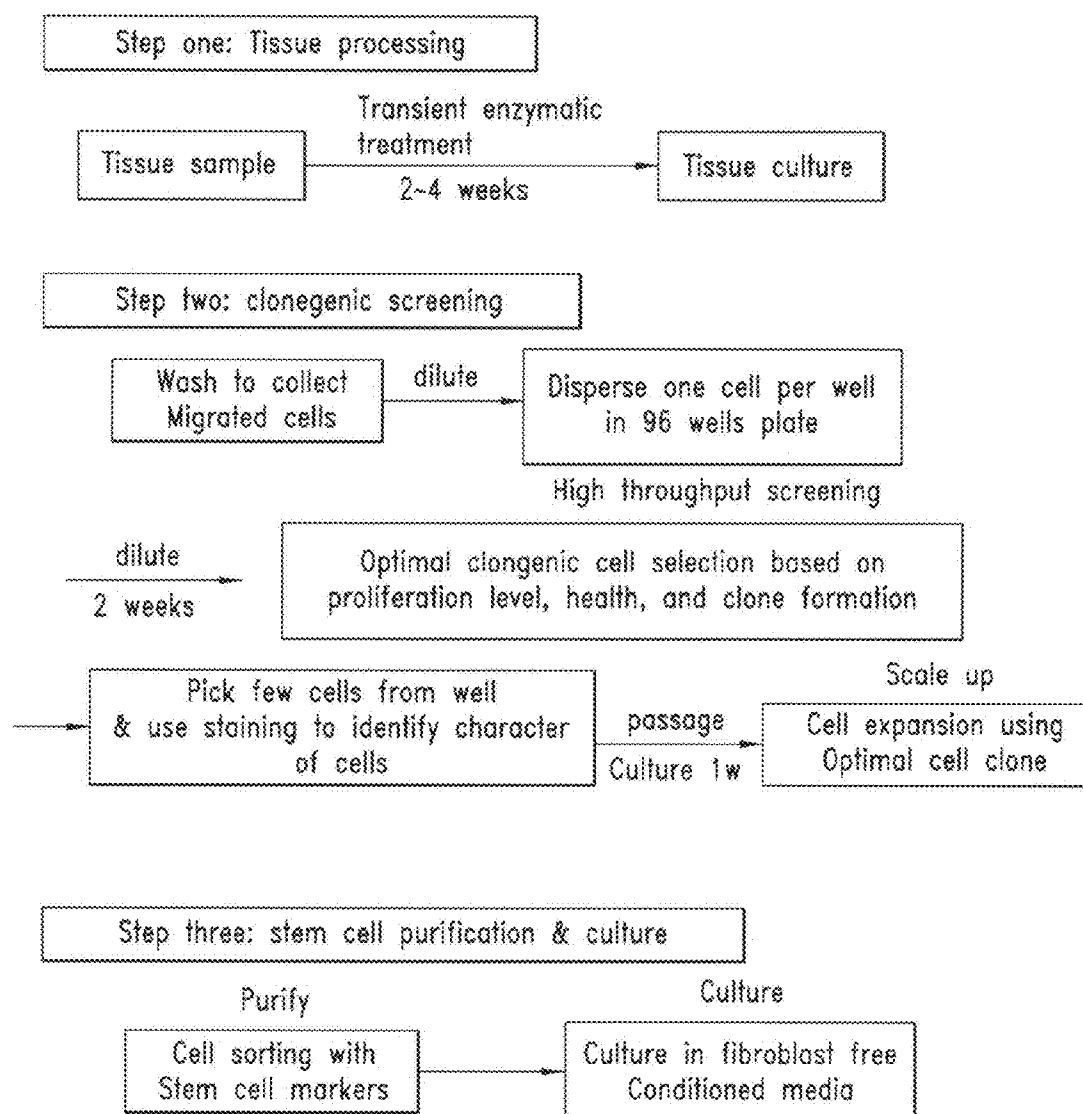 Step one: Tissue processing
Transient enzymatic
treatment
Tissue sample
2~4 weeks
Tissue culture
Step two: clonegenic screening
Wash to collect
Migrated cells
dilute
Disperse one cell per well
in 96 wells plate
High throughput screening
dilute
2 weeks
Optimal clongenic cell selection based on
proliferation level, health, and clone formation
Pick few cells from well
& use staining to identify character
of cells
passage
Culture 1w
Scale up
Cell expansion using
Optimal cell clone
Step three: stem cell purification & culture
Purify
Cell sorting with
Stem cell markers
Culture
Culture in fibroblast free
Conditioned media